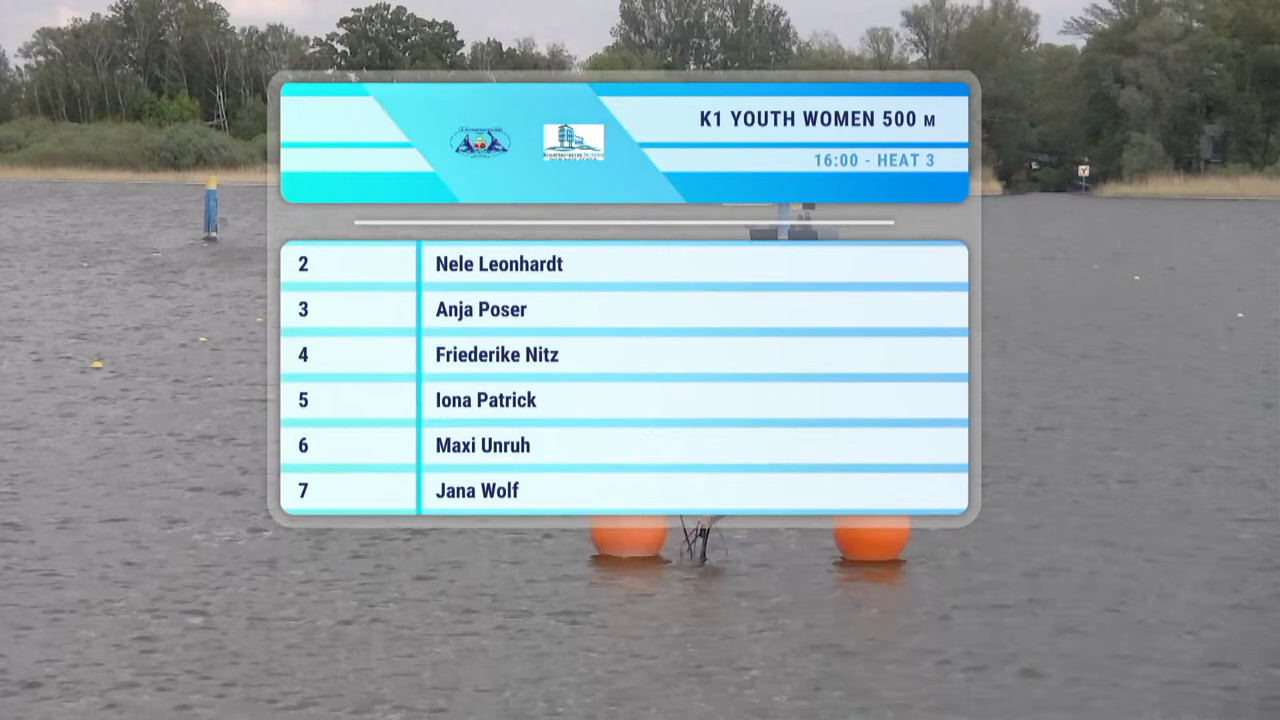 K1 YOUTH WOMEN 500 M
16:00 - HEAT 3
2 Nele Leonhardt
3 Anja Poser
4 Friederike Nitz
5 Iona Patrick
6 Maxi Unruh
7 Jana Wolf
Y